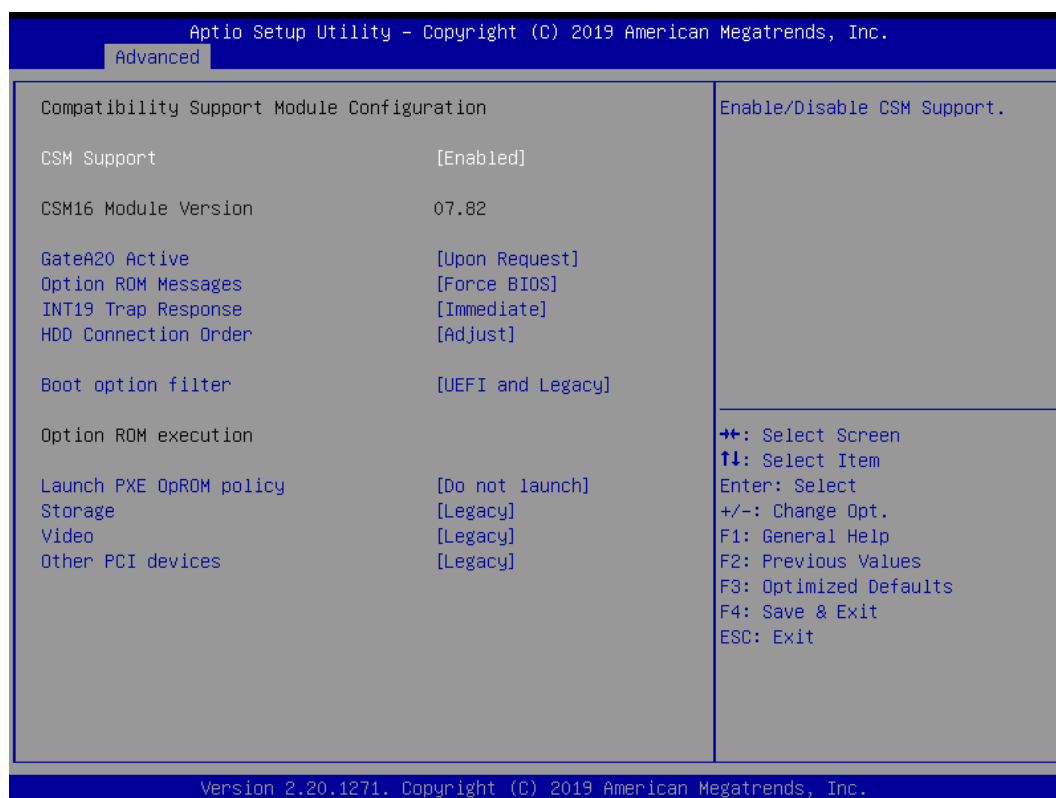 Aptio Setup Utility – Copyright (C) 2019 American Megatrends, Inc.
Advanced
Compatibility Support Module Configuration
CSM Support [Enabled]
CSM16 Module Version 07.82
GateA20 Active [Upon Request]
Option ROM Messages [Force BIOS]
INT19 Trap Response [Immediate]
HDD Connection Order [Adjust]
Boot option filter [UEFI and Legacy]
Option ROM execution
Launch PXE OpROM policy [Do not launch]
Storage [Legacy]
Video [Legacy]
Other PCI devices [Legacy]
Enable/Disable CSM Support.
→←: Select Screen
↑↓: Select Item
Enter: Select
+/-: Change Opt.
F1: General Help
F2: Previous Values
F3: Optimized Defaults
F4: Save & Exit
ESC: Exit
Version 2.20.1271. Copyright (C) 2019 American Megatrends, Inc.